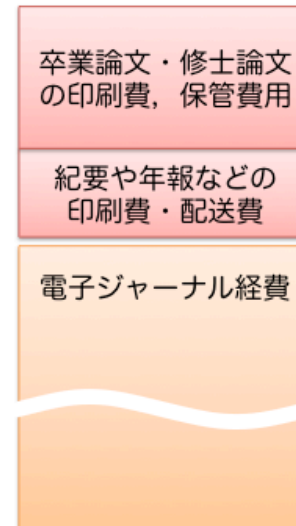 卒業論文・修士論文
の印刷費，保管費用
紀要や年報などの
印刷費・配送費
電子ジャーナル経費